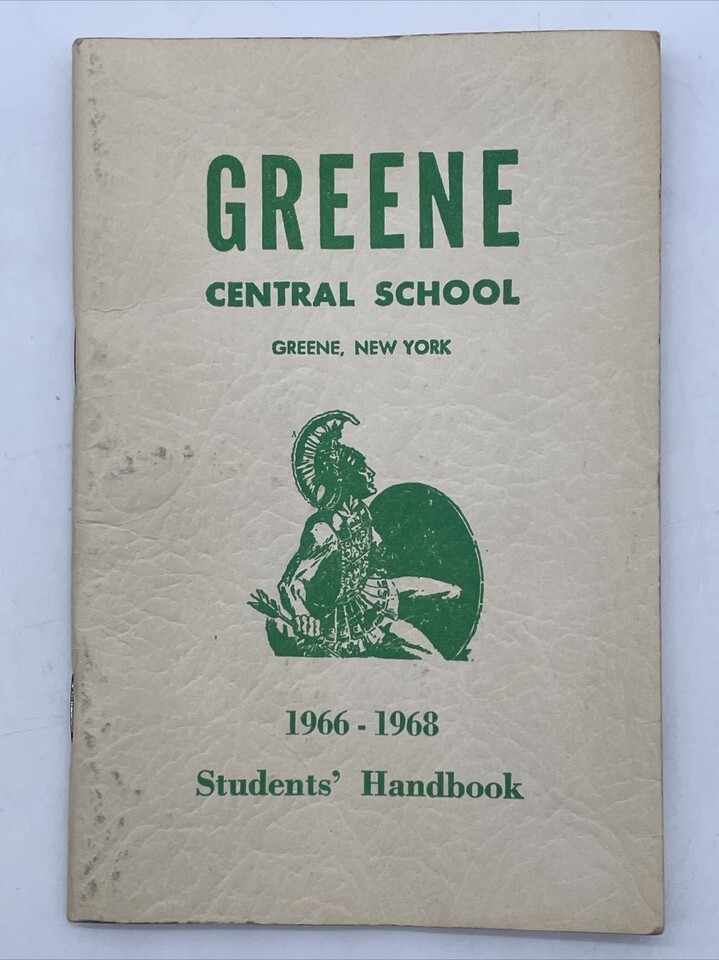 GREENE
CENTRAL SCHOOL
GREENE, NEW YORK
1966 - 1968
Students' Handbook